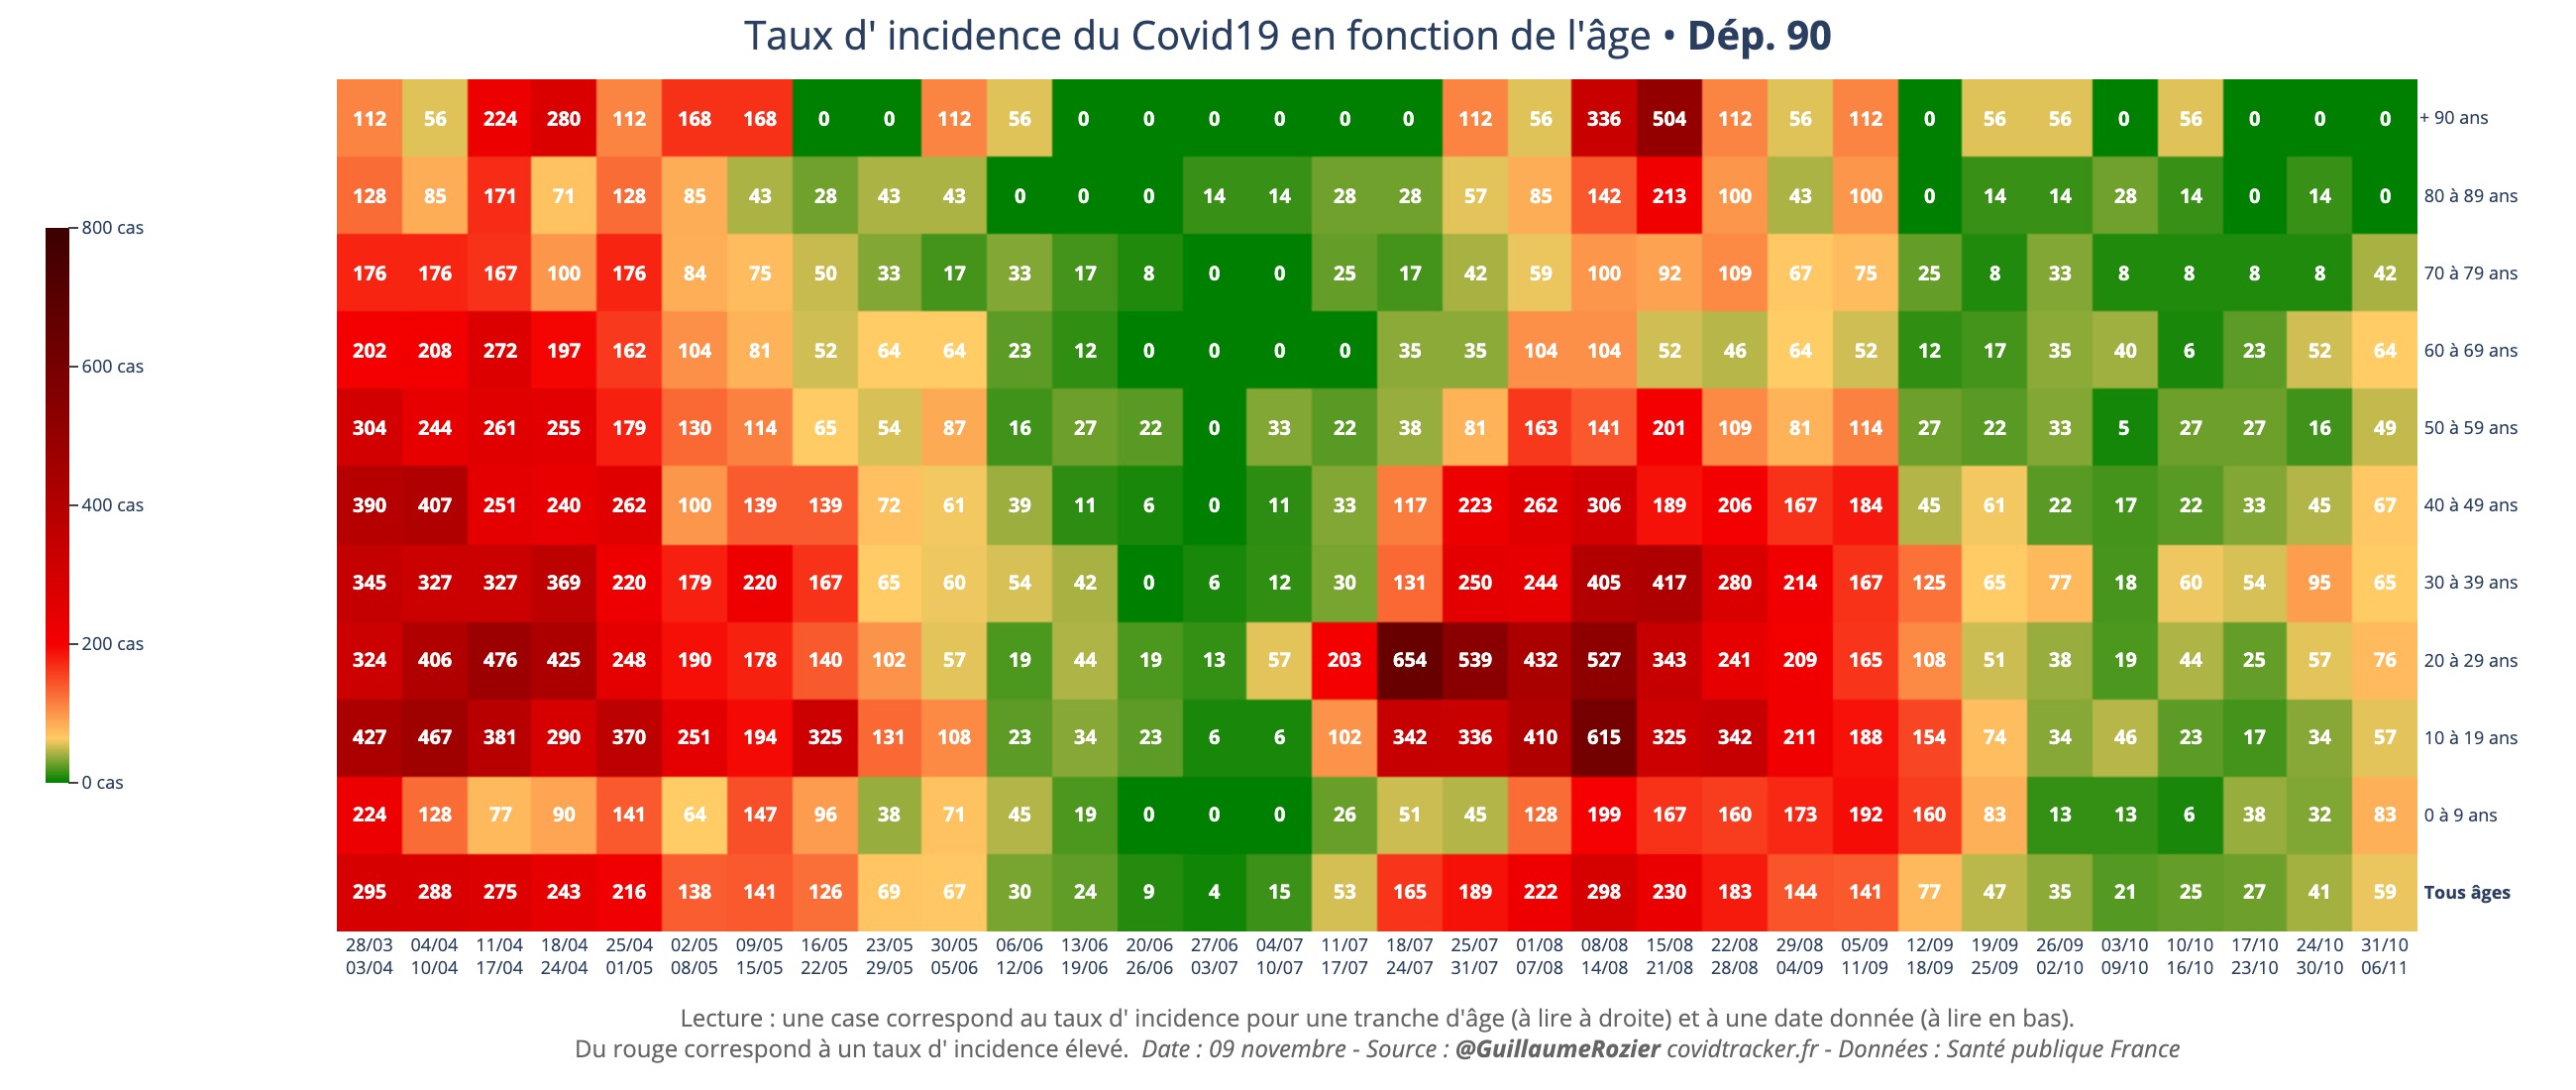 Taux d' incidence du Covid19 en fonction de l'âge • Dép. 90
800 cas
600 cas
400 cas
200 cas
0 cas
112 56 224 280 112 168 168 0 0 112 56 0 0 0 0 0 0 112 56 336 504 112 56 112 0 56 56 0 56 0 0 0 + 90 ans
128 85 171 71 128 85 43 28 43 43 0 0 0 14 14 28 28 57 85 142 213 100 43 100 0 14 14 28 14 0 14 0 80 à 89 ans
176 176 167 100 176 84 75 50 33 17 33 17 8 0 0 25 17 42 59 100 92 109 67 75 25 8 33 8 8 8 8 42 70 à 79 ans
202 208 272 197 162 104 81 52 64 64 23 12 0 0 0 0 35 35 104 104 52 46 64 52 12 17 35 40 6 23 52 64 60 à 69 ans
304 244 261 255 179 130 114 65 54 87 16 27 22 0 33 22 38 81 163 141 201 109 81 114 27 22 33 5 27 27 16 49 50 à 59 ans
390 407 251 240 262 100 139 139 72 61 39 11 6 0 11 33 117 223 262 306 189 206 167 184 45 61 22 17 22 33 45 67 40 à 49 ans
345 327 327 369 220 179 220 167 65 60 54 42 0 6 12 30 131 250 244 405 417 280 214 167 125 65 77 18 60 54 95 65 30 à 39 ans
324 406 476 425 248 190 178 140 102 57 19 44 19 13 57 203 654 539 432 527 343 241 209 165 108 51 38 19 44 25 57 76 20 à 29 ans
427 467 381 290 370 251 194 325 131 108 23 34 23 6 6 102 342 336 410 615 325 342 211 188 154 74 34 46 23 17 34 57 10 à 19 ans
224 128 77 90 141 64 147 96 38 71 45 19 0 0 0 26 51 45 128 199 167 160 173 192 160 83 13 13 6 38 32 83 0 à 9 ans
295 288 275 243 216 138 141 126 69 67 30 24 9 4 15 53 165 189 222 298 230 183 144 141 77 47 35 21 25 27 41 59 Tous âges
28/03 04/04 11/04 18/04 25/04 02/05 09/05 16/05 23/05 30/05 06/06 13/06 20/06 27/06 04/07 11/07 18/07 25/07 01/08 08/08 15/08 22/08 29/08 05/09 12/09 19/09 26/09 03/10 10/10 17/10 24/10 31/10
03/04 10/04 17/04 24/04 01/05 08/05 15/05 22/05 29/05 05/06 12/06 19/06 26/06 03/07 10/07 17/07 24/07 31/07 07/08 14/08 21/08 28/08 04/09 11/09 18/09 25/09 02/10 09/10 16/10 23/10 30/10 06/11
Lecture : une case correspond au taux d' incidence pour une tranche d'âge (à lire à droite) et à une date donnée (à lire en bas).
Du rouge correspond à un taux d' incidence élevé. Date : 09 novembre - Source : @GuillaumeRozier covidtracker.fr - Données : Santé publique France